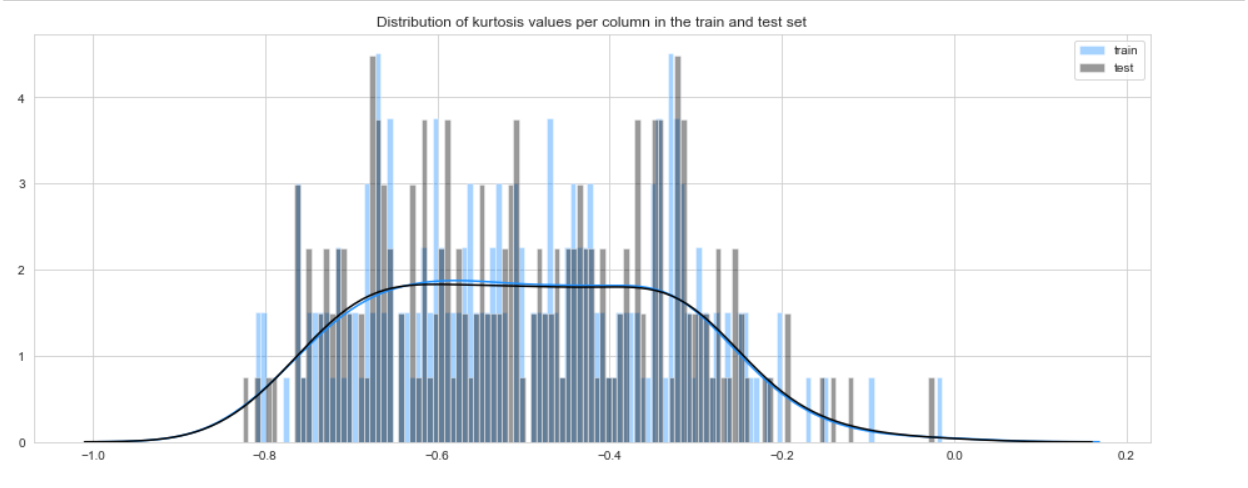 Distribution of kurtosis values per column in the train and test set
train
test
4
3
2
1
0
−1.0 −0.8 −0.6 −0.4 −0.2 0.0 0.2